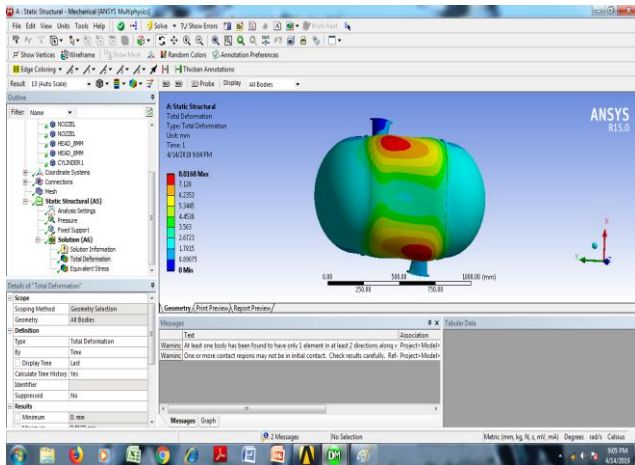 A : Static Structural - Mechanical [ANSYS Multiphysics]
File Edit View Units Tools Help Solve ?/ Show Errors Worksheet
Show Vertices Wireframe Show Mesh Random Colors Annotation Preferences
Edge Coloring Thicken Annotations
Result 13 (Auto Scale) Probe Display All Bodies
Outline
Filter: Name
NOZZEL
NOZZEL
HEAD_8MM
HEAD_8MM
CYLINDER1
Coordinate Systems
Connections
Mesh
Static Structural (A5)
Analysis Settings
Pressure
Fixed Support
Solution (A6)
Solution Information
Total Deformation
Equivalent Stress
Details of "Total Deformation"
Scope
Scoping Method Geometry Selection
Geometry All Bodies
Definition
Type Total Deformation
By Time
Display Time Last
Calculate Time History Yes
Identifier
Suppressed No
Results
Minimum 0. mm
A: Static Structural
Total Deformation
Type: Total Deformation
Unit: mm
Time: 1
4/14/2019 9:04 PM
8.0168 Max
7.126
6.2353
5.3445
4.4538
3.563
2.6723
1.7815
0.89075
0 Min
ANSYS
R15.0
0.00 500.00 1000.00 (mm)
250.00 750.00
Geometry Print Preview Report Preview
Messages
Text Association
Warning At least one body has been found to have only 1 element in at least 2 directions along Project>Model>
Warning One or more contact regions may not be in initial contact. Check results carefully. Project>Model>
Messages Graph
Tabular Data
2 Messages No Selection Metric (mm, kg, N, s, mV, mA) Degrees rad/s Celsius
9:05 PM
4/14/2019